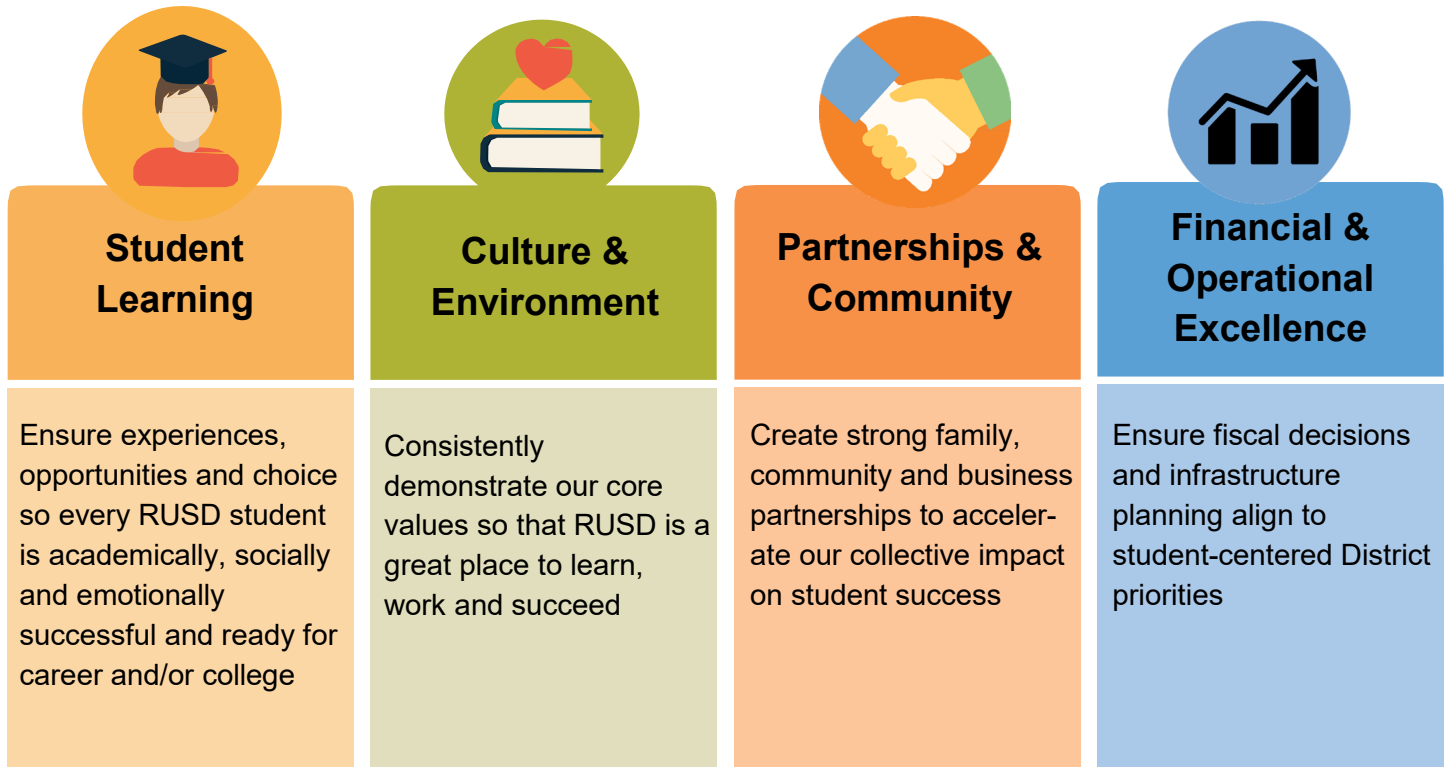 Student
Learning
Ensure experiences,
opportunities and choice
so every RUSD student
is academically, socially
and emotionally
successful and ready for
career and/or college
Culture &
Environment
Consistently
demonstrate our core
values so that RUSD is a
great place to learn,
work and succeed
Partnerships &
Community
Create strong family,
community and business
partnerships to acceler-
ate our collective impact
on student success
Financial &
Operational
Excellence
Ensure fiscal decisions
and infrastructure
planning align to
student-centered District
priorities